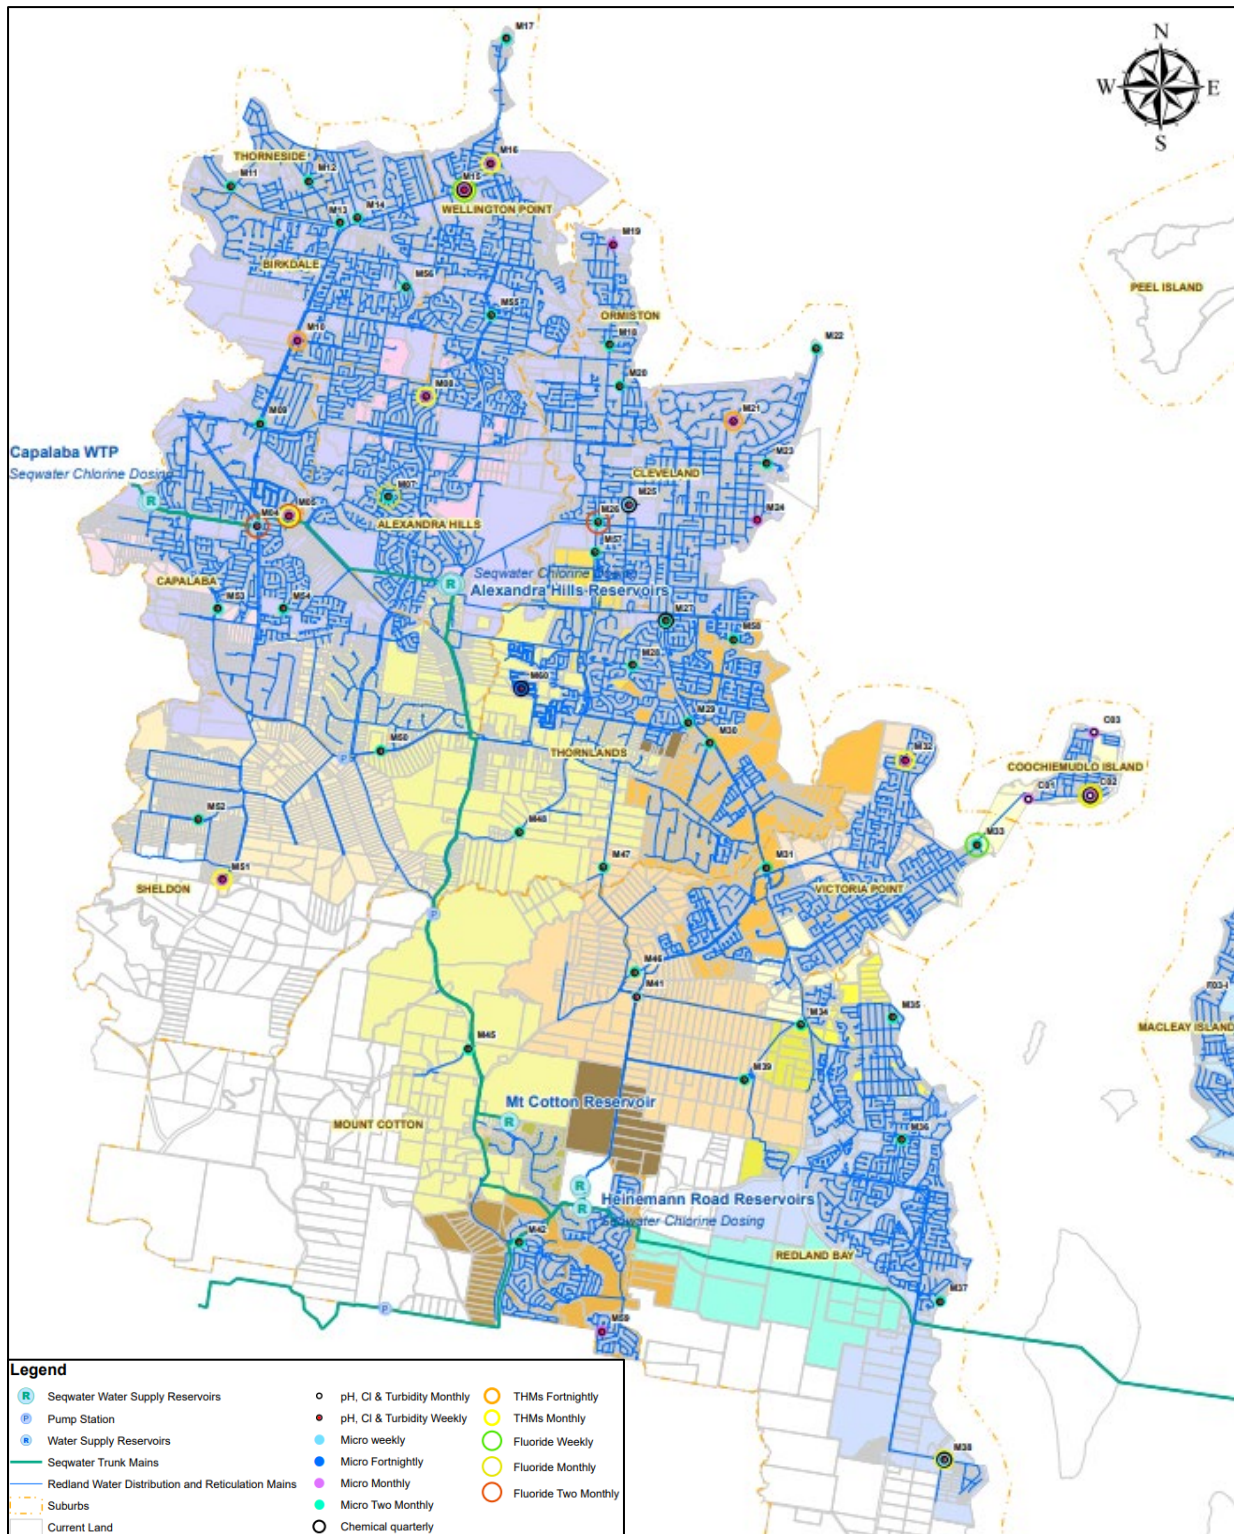 M17
N
W
E
S
THORNESIDE
M16
M12
M11
M15
WELLINGTON POINT
M14
M13
M19
BIRKDALE
M56
PEEL ISLAND
M55
ORMISTON
M10
M18
M22
M20
M08
M21
M09
Capalaba WTP
Seqwater Chlorine Dosing
M23
CLEVELAND
M07
M25
M04
M05
M26
M24
ALEXANDRA HILLS
M57
Seqwater Chlorine Dosing
R
R
Alexandra Hills Reservoirs
CAPALABA
M53
M54
M27
M58
M28
M60
M29
C03
M30
M50
THORNLANDS
P
M32
COOCHIEMUDLO ISLAND
C01
C02
M52
M48
M33
M47
M31
M51
SHELDON
VICTORIA POINT
P
M46
M41
M34
M35
MACLEAY ISLAND
M45
M39
Mt Cotton Reservoir
R
MOUNT COTTON
M36
R
Heinemann Road Reservoirs
R
Seqwater Chlorine Dosing
M42
REDLAND BAY
M37
P
M59
M38
Legend
R Seqwater Water Supply Reservoirs
P Pump Station
R Water Supply Reservoirs
Seqwater Trunk Mains
Redland Water Distribution and Reticulation Mains
Suburbs
Current Land
pH, Cl & Turbidity Monthly
pH, Cl & Turbidity Weekly
Micro weekly
Micro Fortnightly
Micro Monthly
Micro Two Monthly
Chemical quarterly
THMs Fortnightly
THMs Monthly
Fluoride Weekly
Fluoride Monthly
Fluoride Two Monthly